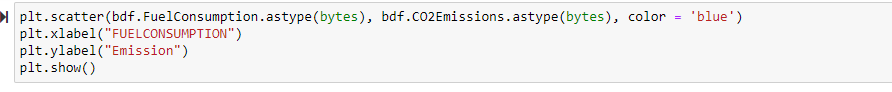 plt.scatter(bdf.FuelConsumption.astype(bytes), bdf.CO2Emissions.astype(bytes), color = 'blue')
plt.xlabel("FUELCONSUMPTION")
plt.ylabel("Emission")
plt.show()